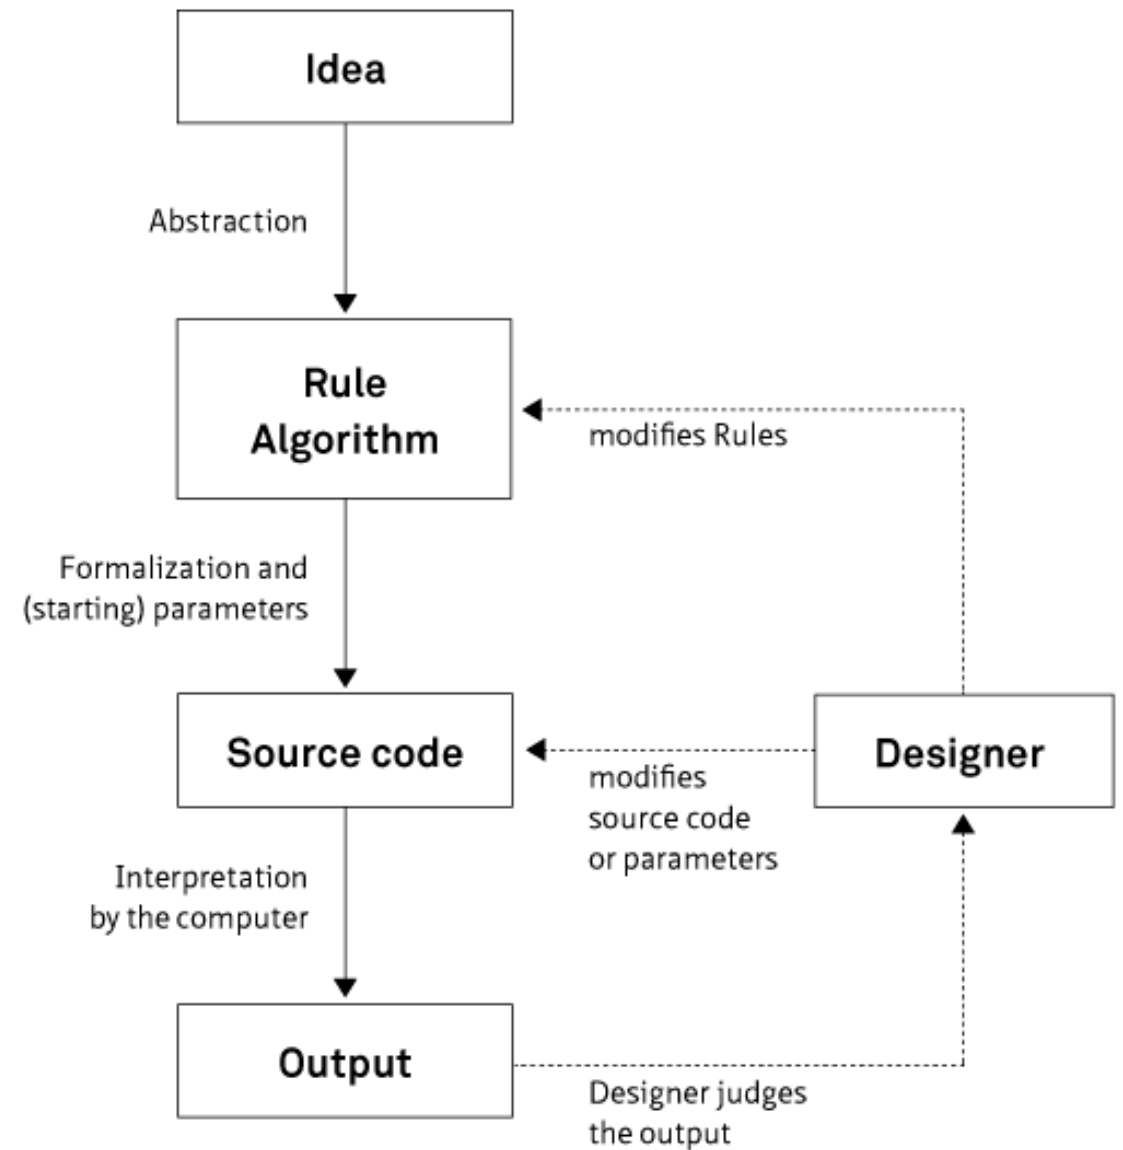 Idea
Abstraction
Rule
Algorithm
modifies Rules
Formalization and
(starting) parameters
Source code
Designer
modifies
source code
or parameters
Interpretation
by the computer
Output
Designer judges
the output